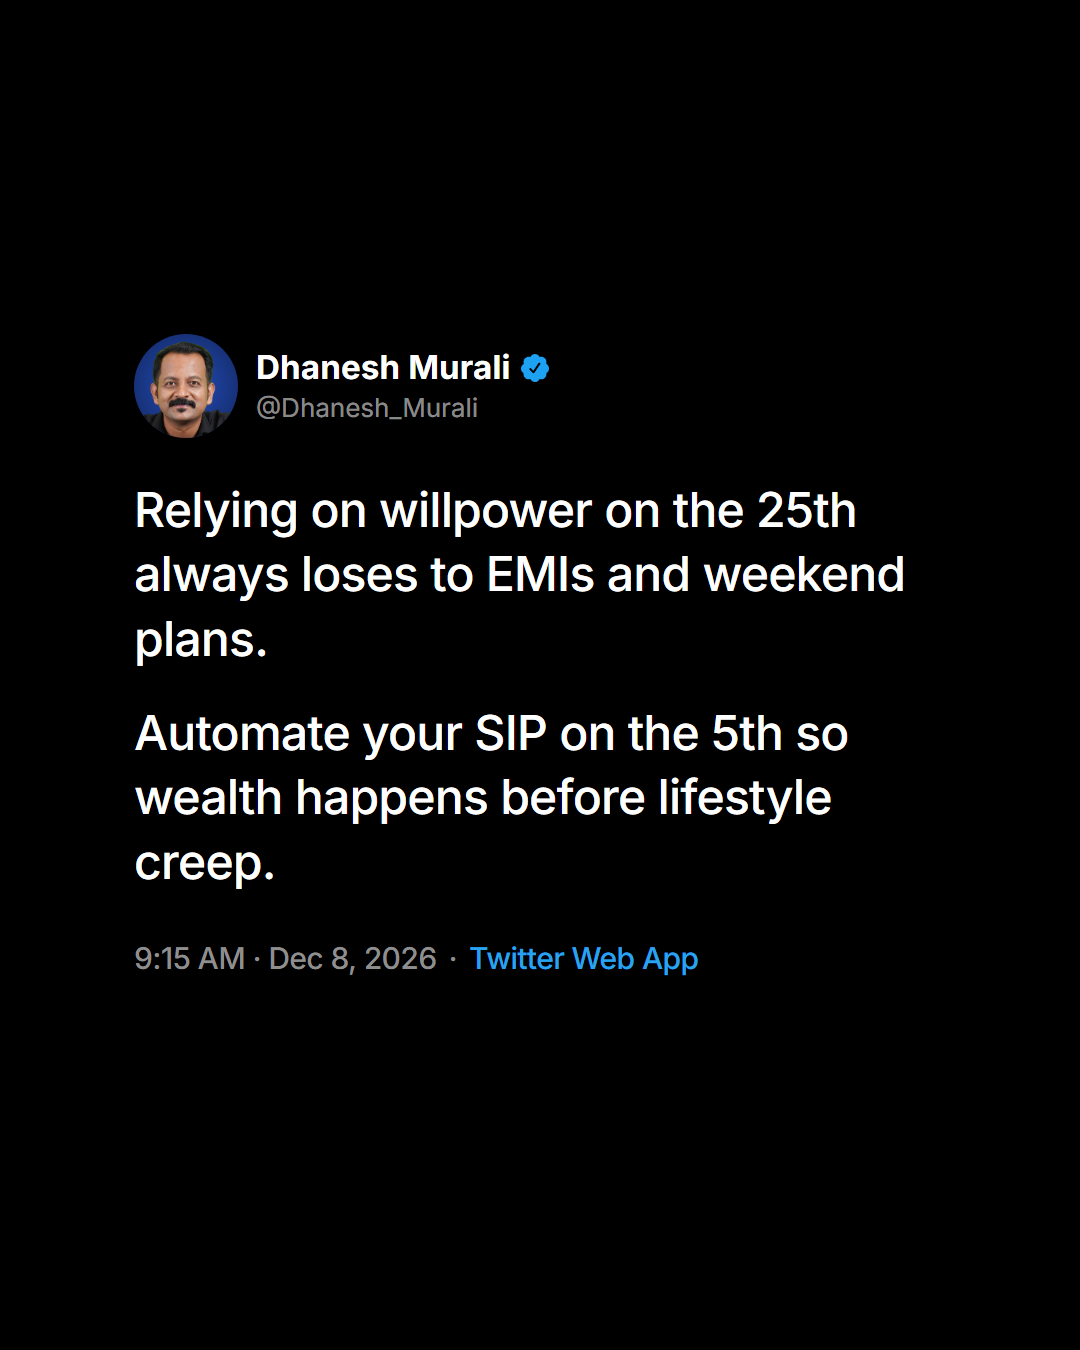 Dhanesh Murali
@Dhanesh_Murali
Relying on willpower on the 25th
always loses to EMIs and weekend
plans.
Automate your SIP on the 5th so
wealth happens before lifestyle
creep.
9:15 AM · Dec 8, 2026 · Twitter Web App